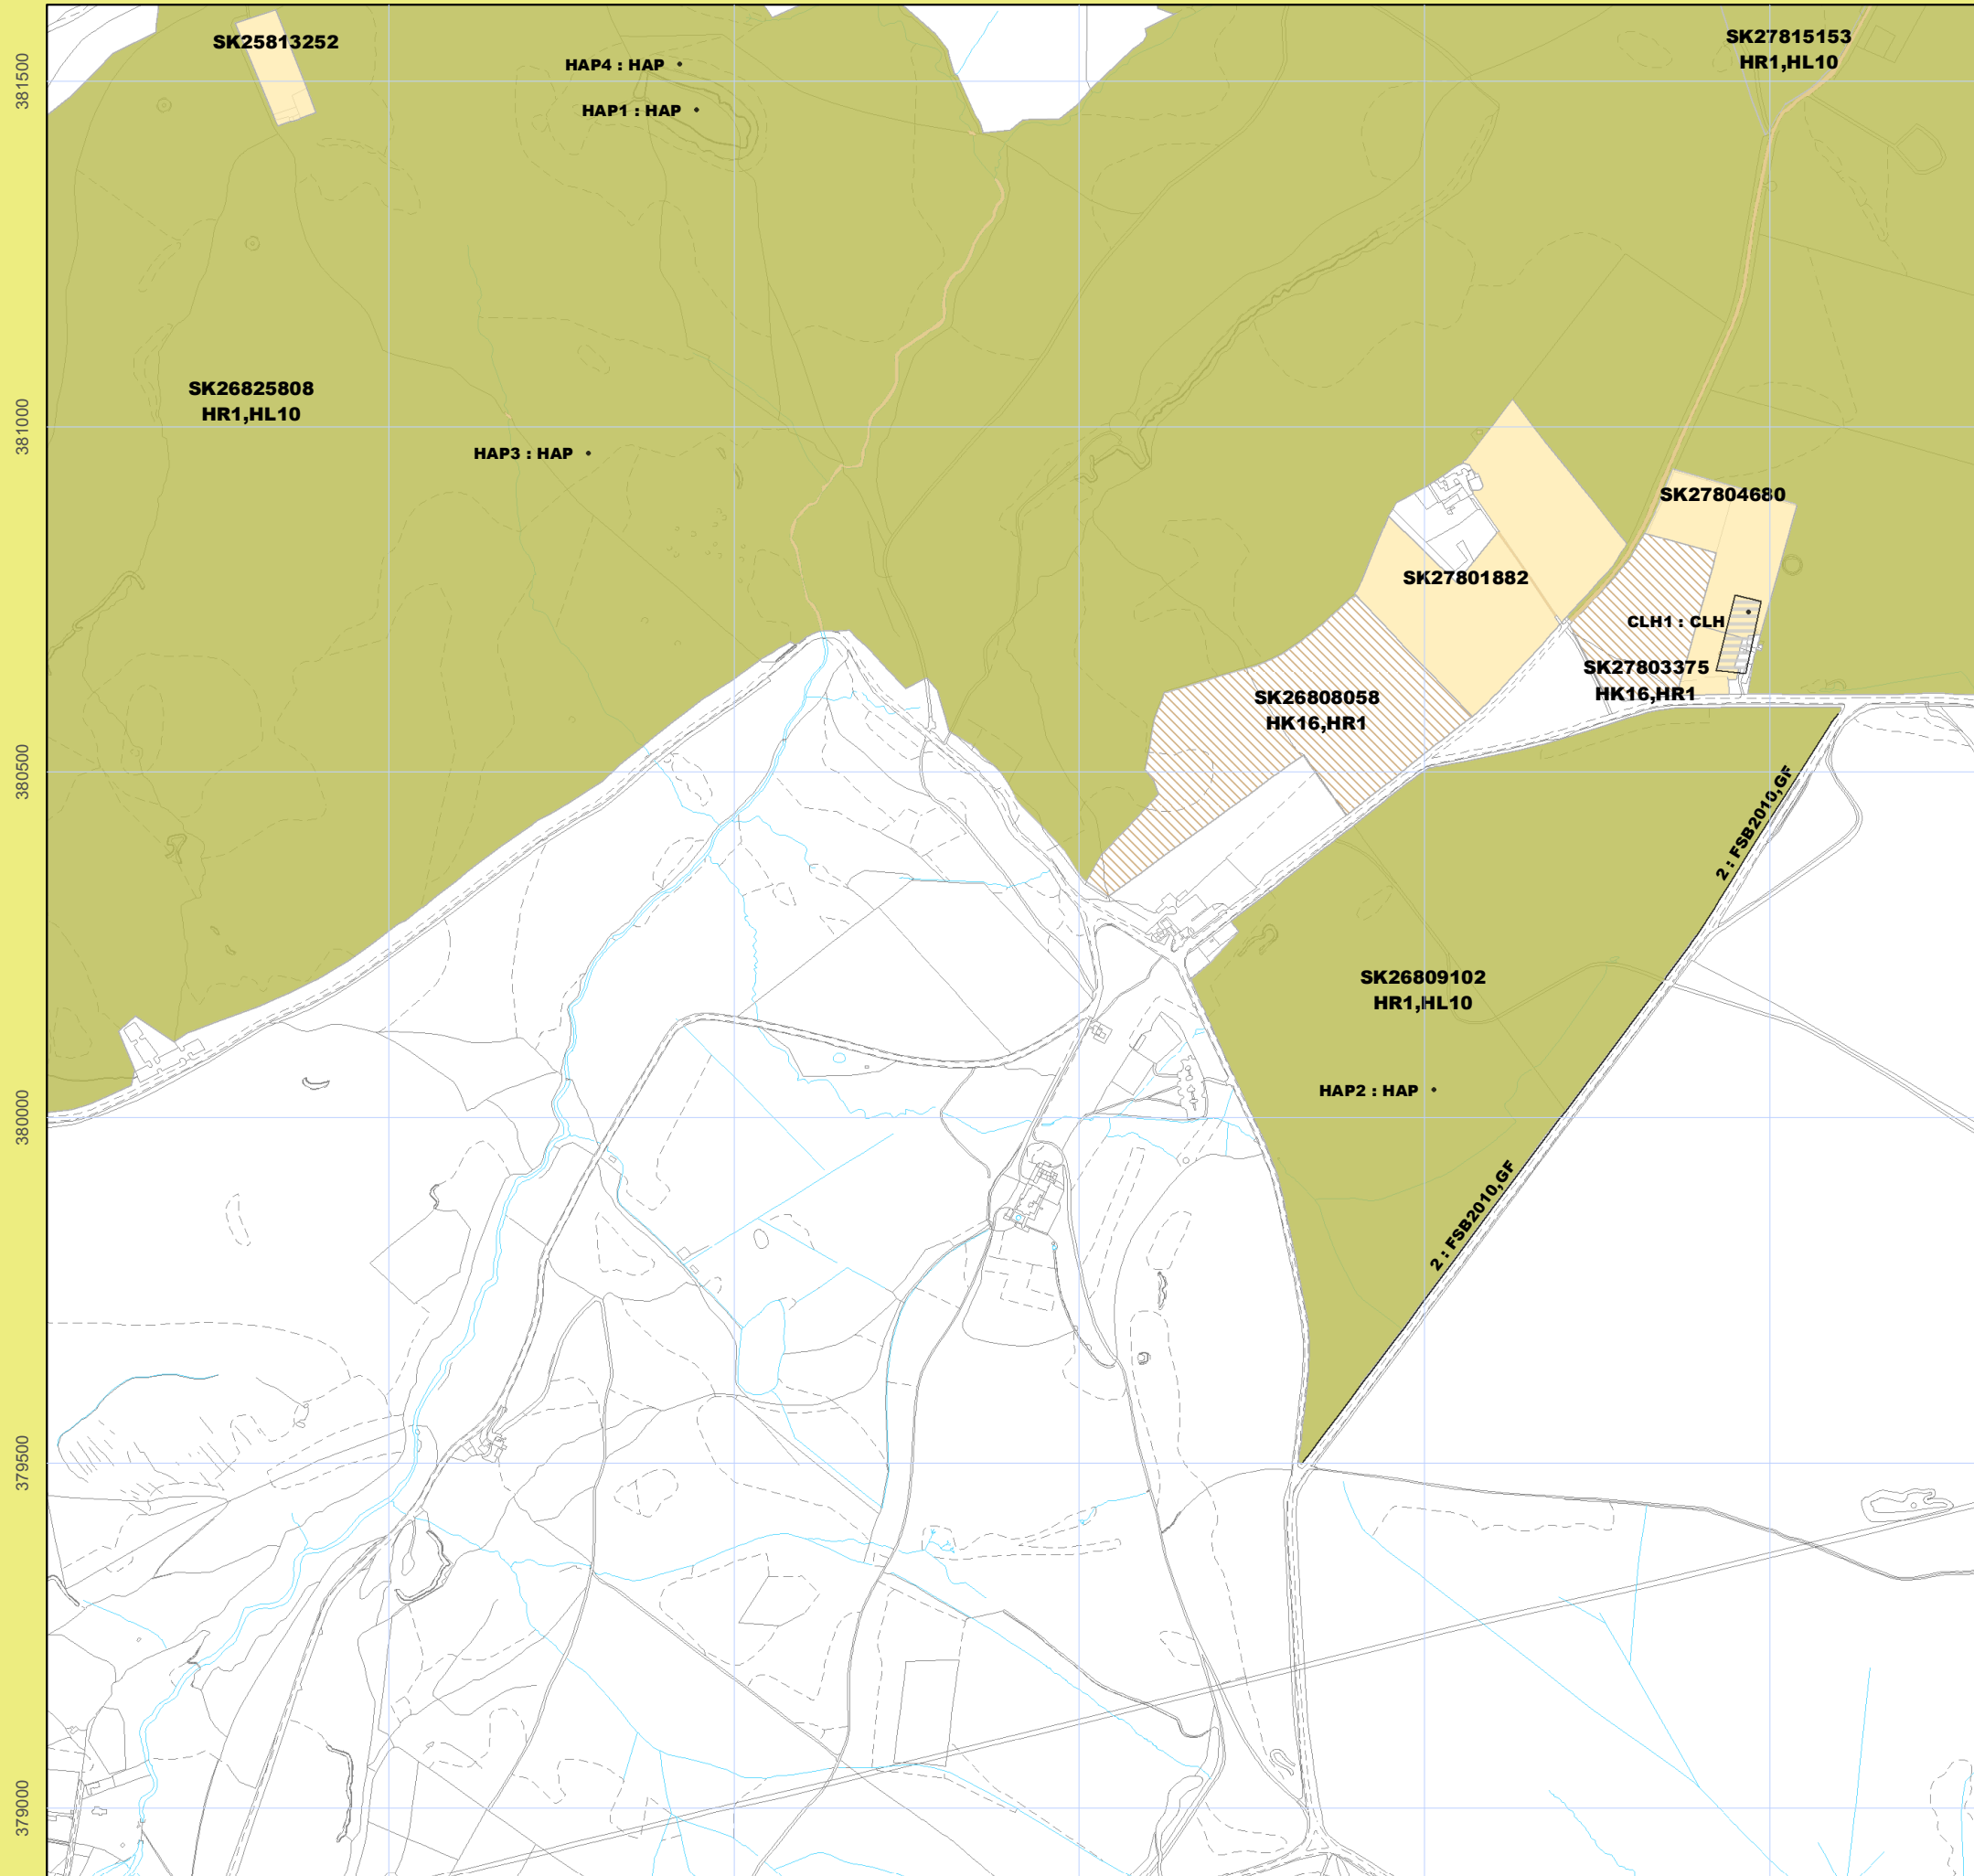 SK25813252
SK27815153
HR1,HL10
HAP4 : HAP
381500
HAP1 : HAP
SK26825808
HR1,HL10
381000
HAP3 : HAP
SK27804680
SK27801882
CLH1 : CLH
SK27803375
HK16,HR1
SK26808058
HK16,HR1
380500
2 : FSB2010,GF
SK26809102
HR1,HL10
HAP2 : HAP
380000
2 : FSB2010,GF
379500
379000